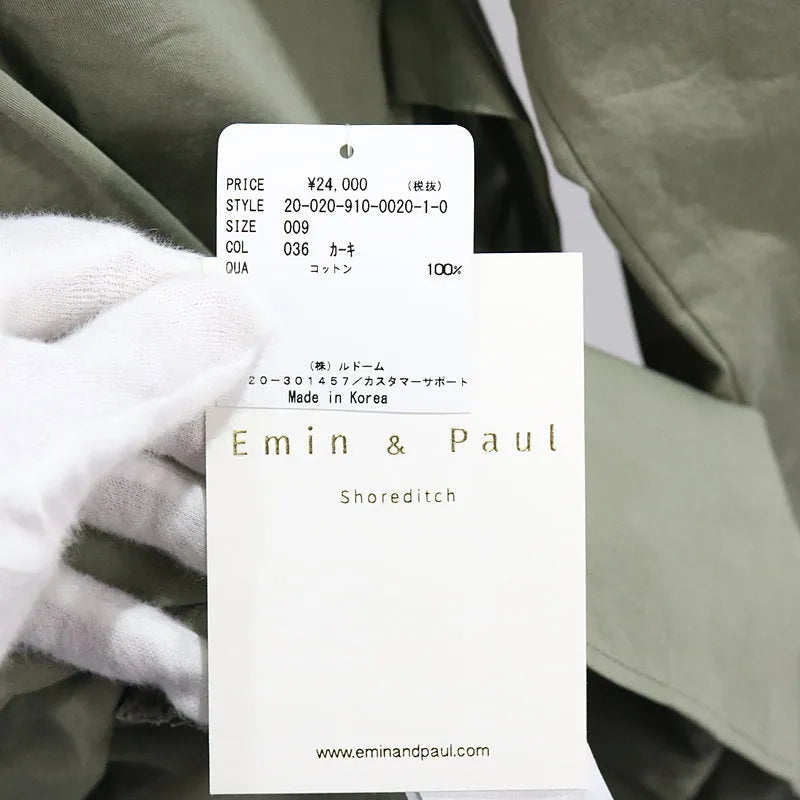 PRICE ¥24,000 (税抜)
STYLE 20-020-910-0020-1-0
SIZE 009
COL 036 カーキ
QUA コットン 100%
(株)ルドーム
20-301457/カスタマーサポート
Made in Korea
Emin & Paul
Shoreditch
www.eminandpaul.com